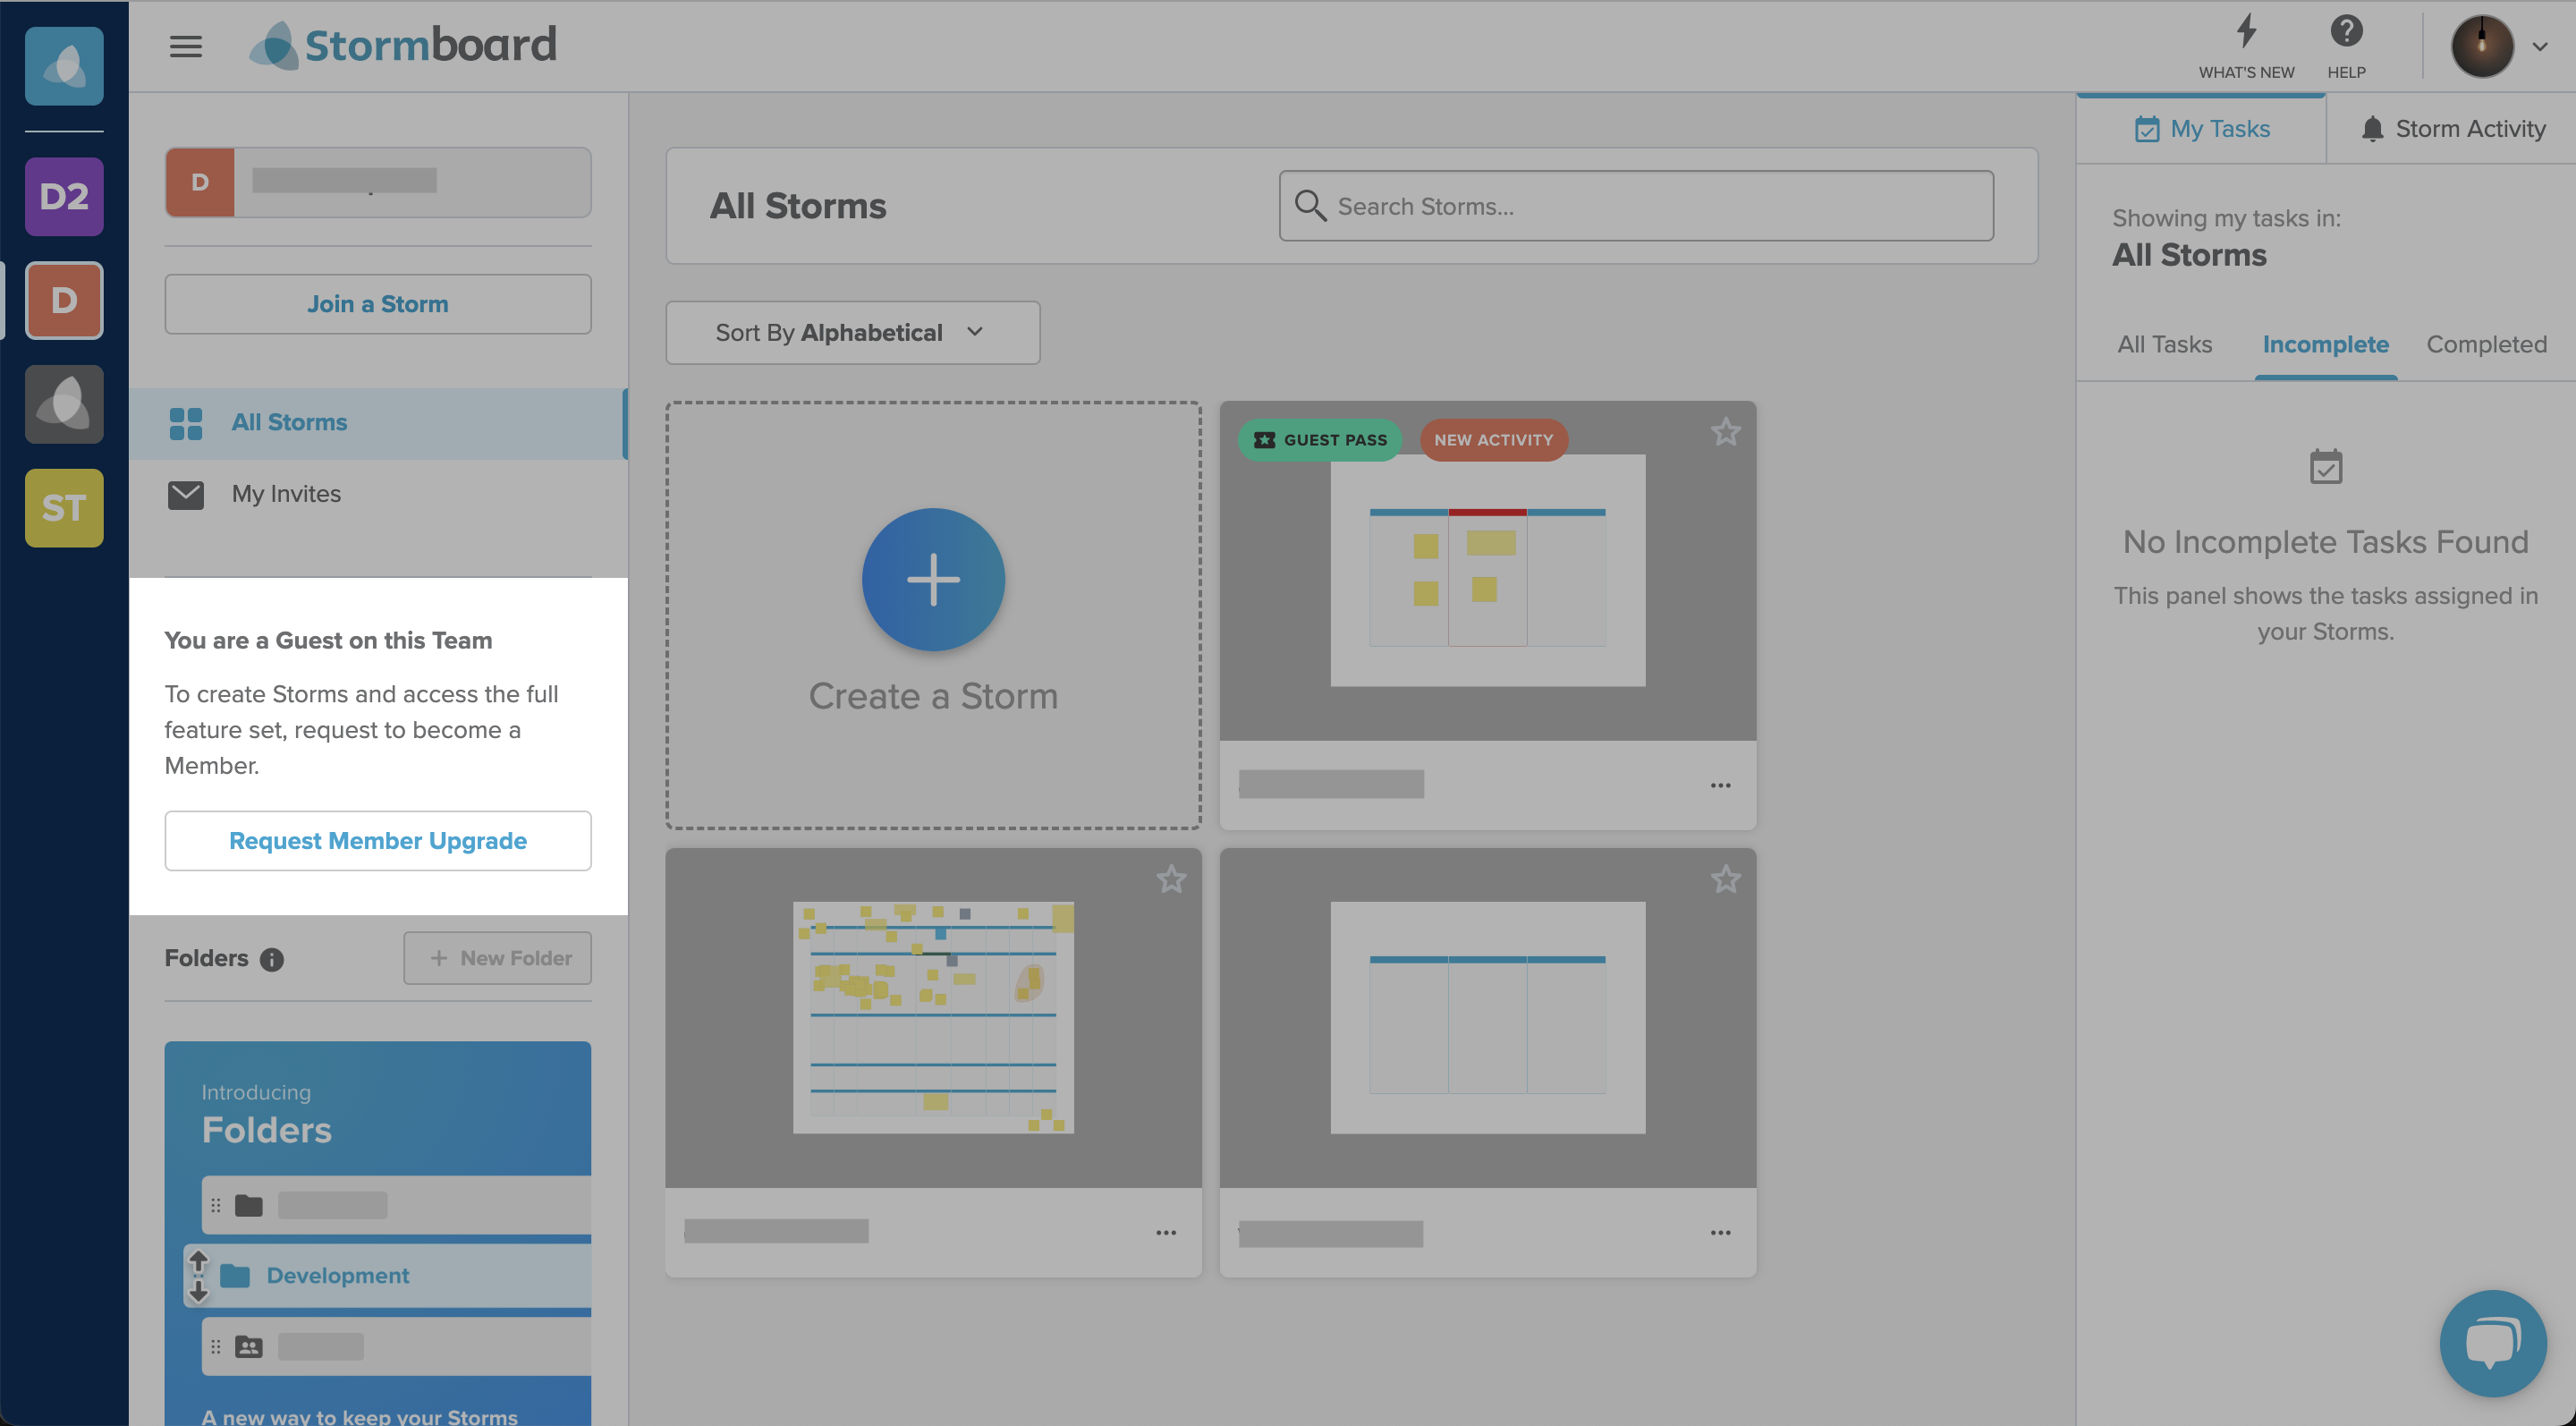 Stormboard
WHAT'S NEW
HELP
D2
D
ST
D
Join a Storm
All Storms
My Invites
You are a Guest on this Team
To create Storms and access the full
feature set, request to become a
Member.
Request Member Upgrade
Folders
+ New Folder
Introducing
Folders
Development
A new way to keep your Storms
All Storms
Search Storms...
Sort By Alphabetical
Create a Storm
GUEST PASS
NEW ACTIVITY
My Tasks
Storm Activity
Showing my tasks in:
All Storms
All Tasks
Incomplete
Completed
No Incomplete Tasks Found
This panel shows the tasks assigned in
your Storms.